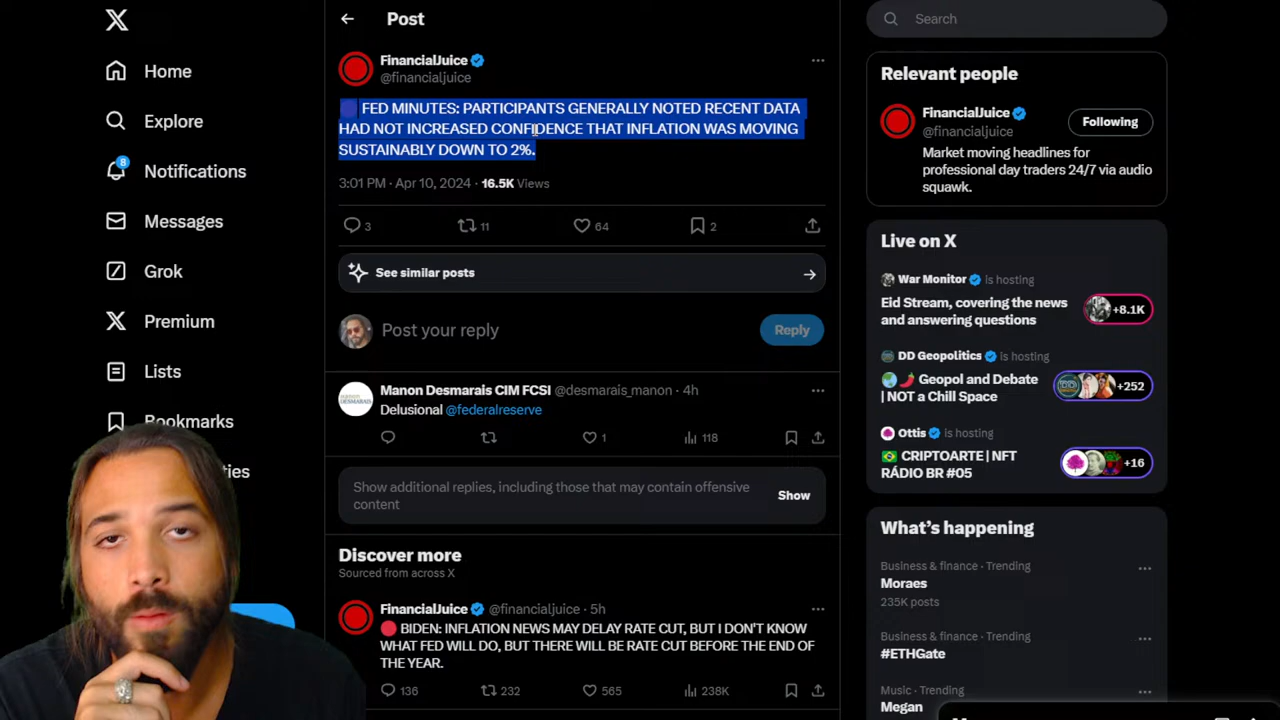 Home
Explore
8
Notifications
Messages
Grok
Premium
Lists
Bookmarks
Post
FinancialJuice
@financialjuice
FED MINUTES: PARTICIPANTS GENERALLY NOTED RECENT DATA
HAD NOT INCREASED CONFIDENCE THAT INFLATION WAS MOVING
SUSTAINABLY DOWN TO 2%.
3:01 PM · Apr 10, 2024 · 16.5K Views
3 11 64 2
See similar posts
Post your reply
Reply
Manon Desmarais CIM FCSI @desmarais_manon · 4h
Delusional @federalreserve
1 118
Show additional replies, including those that may contain offensive
content
Show
Discover more
Sourced from across X
FinancialJuice @financialjuice · 5h
BIDEN: INFLATION NEWS MAY DELAY RATE CUT, BUT I DON'T KNOW
WHAT FED WILL DO, BUT THERE WILL BE RATE CUT BEFORE THE END OF
THE YEAR.
136 232 565 238K
Search
Relevant people
FinancialJuice
@financialjuice
Following
Market moving headlines for
professional day traders 24/7 via audio
squawk.
Live on X
War Monitor is hosting
Eid Stream, covering the news
and answering questions
+8.1K
DD Geopolitics is hosting
Geopol and Debate
| NOT a Chill Space
+252
Ottis is hosting
CRIPTOARTE | NFT
RÁDIO BR #05
+16
What's happening
Business & finance · Trending
Moraes
235K posts
Business & finance · Trending
#ETHGate
Music · Trending
Megan